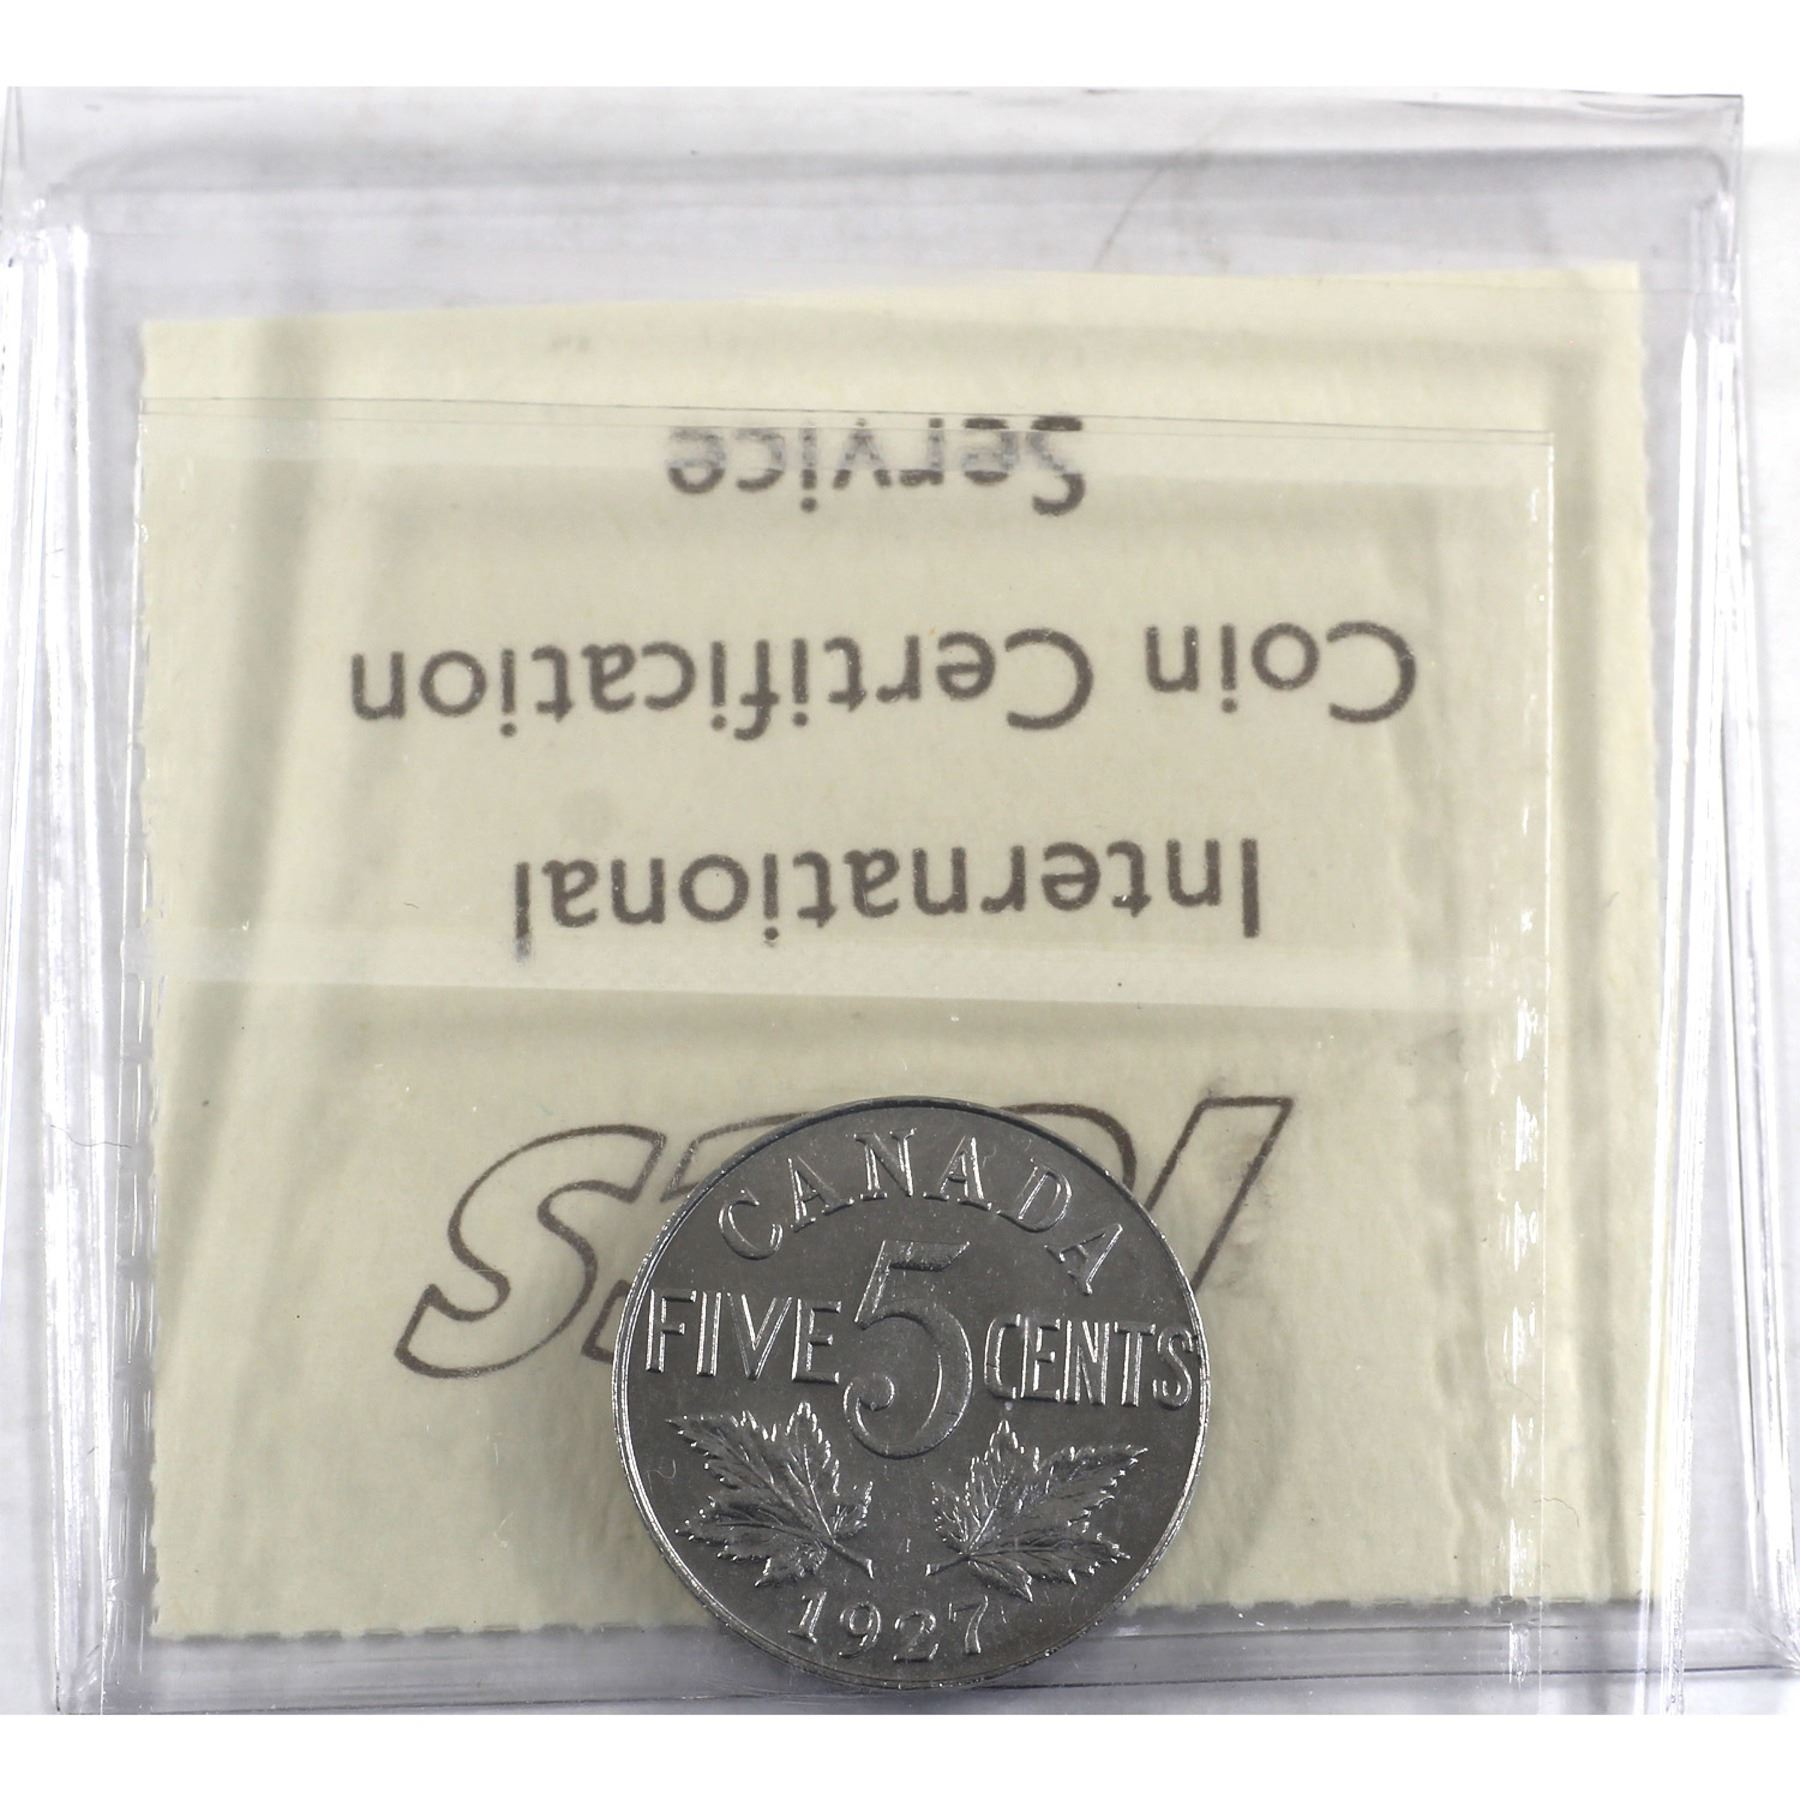 International
Coin Certification
Service
CANADA
FIVE 5 CENTS
1927